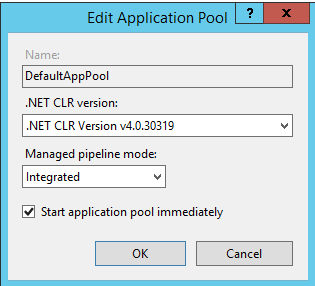 Edit Application Pool
?
x
Name:
DefaultAppPool
.NET CLR version:
.NET CLR Version v4.0.30319
Managed pipeline mode:
Integrated
Start application pool immediately
OK Cancel